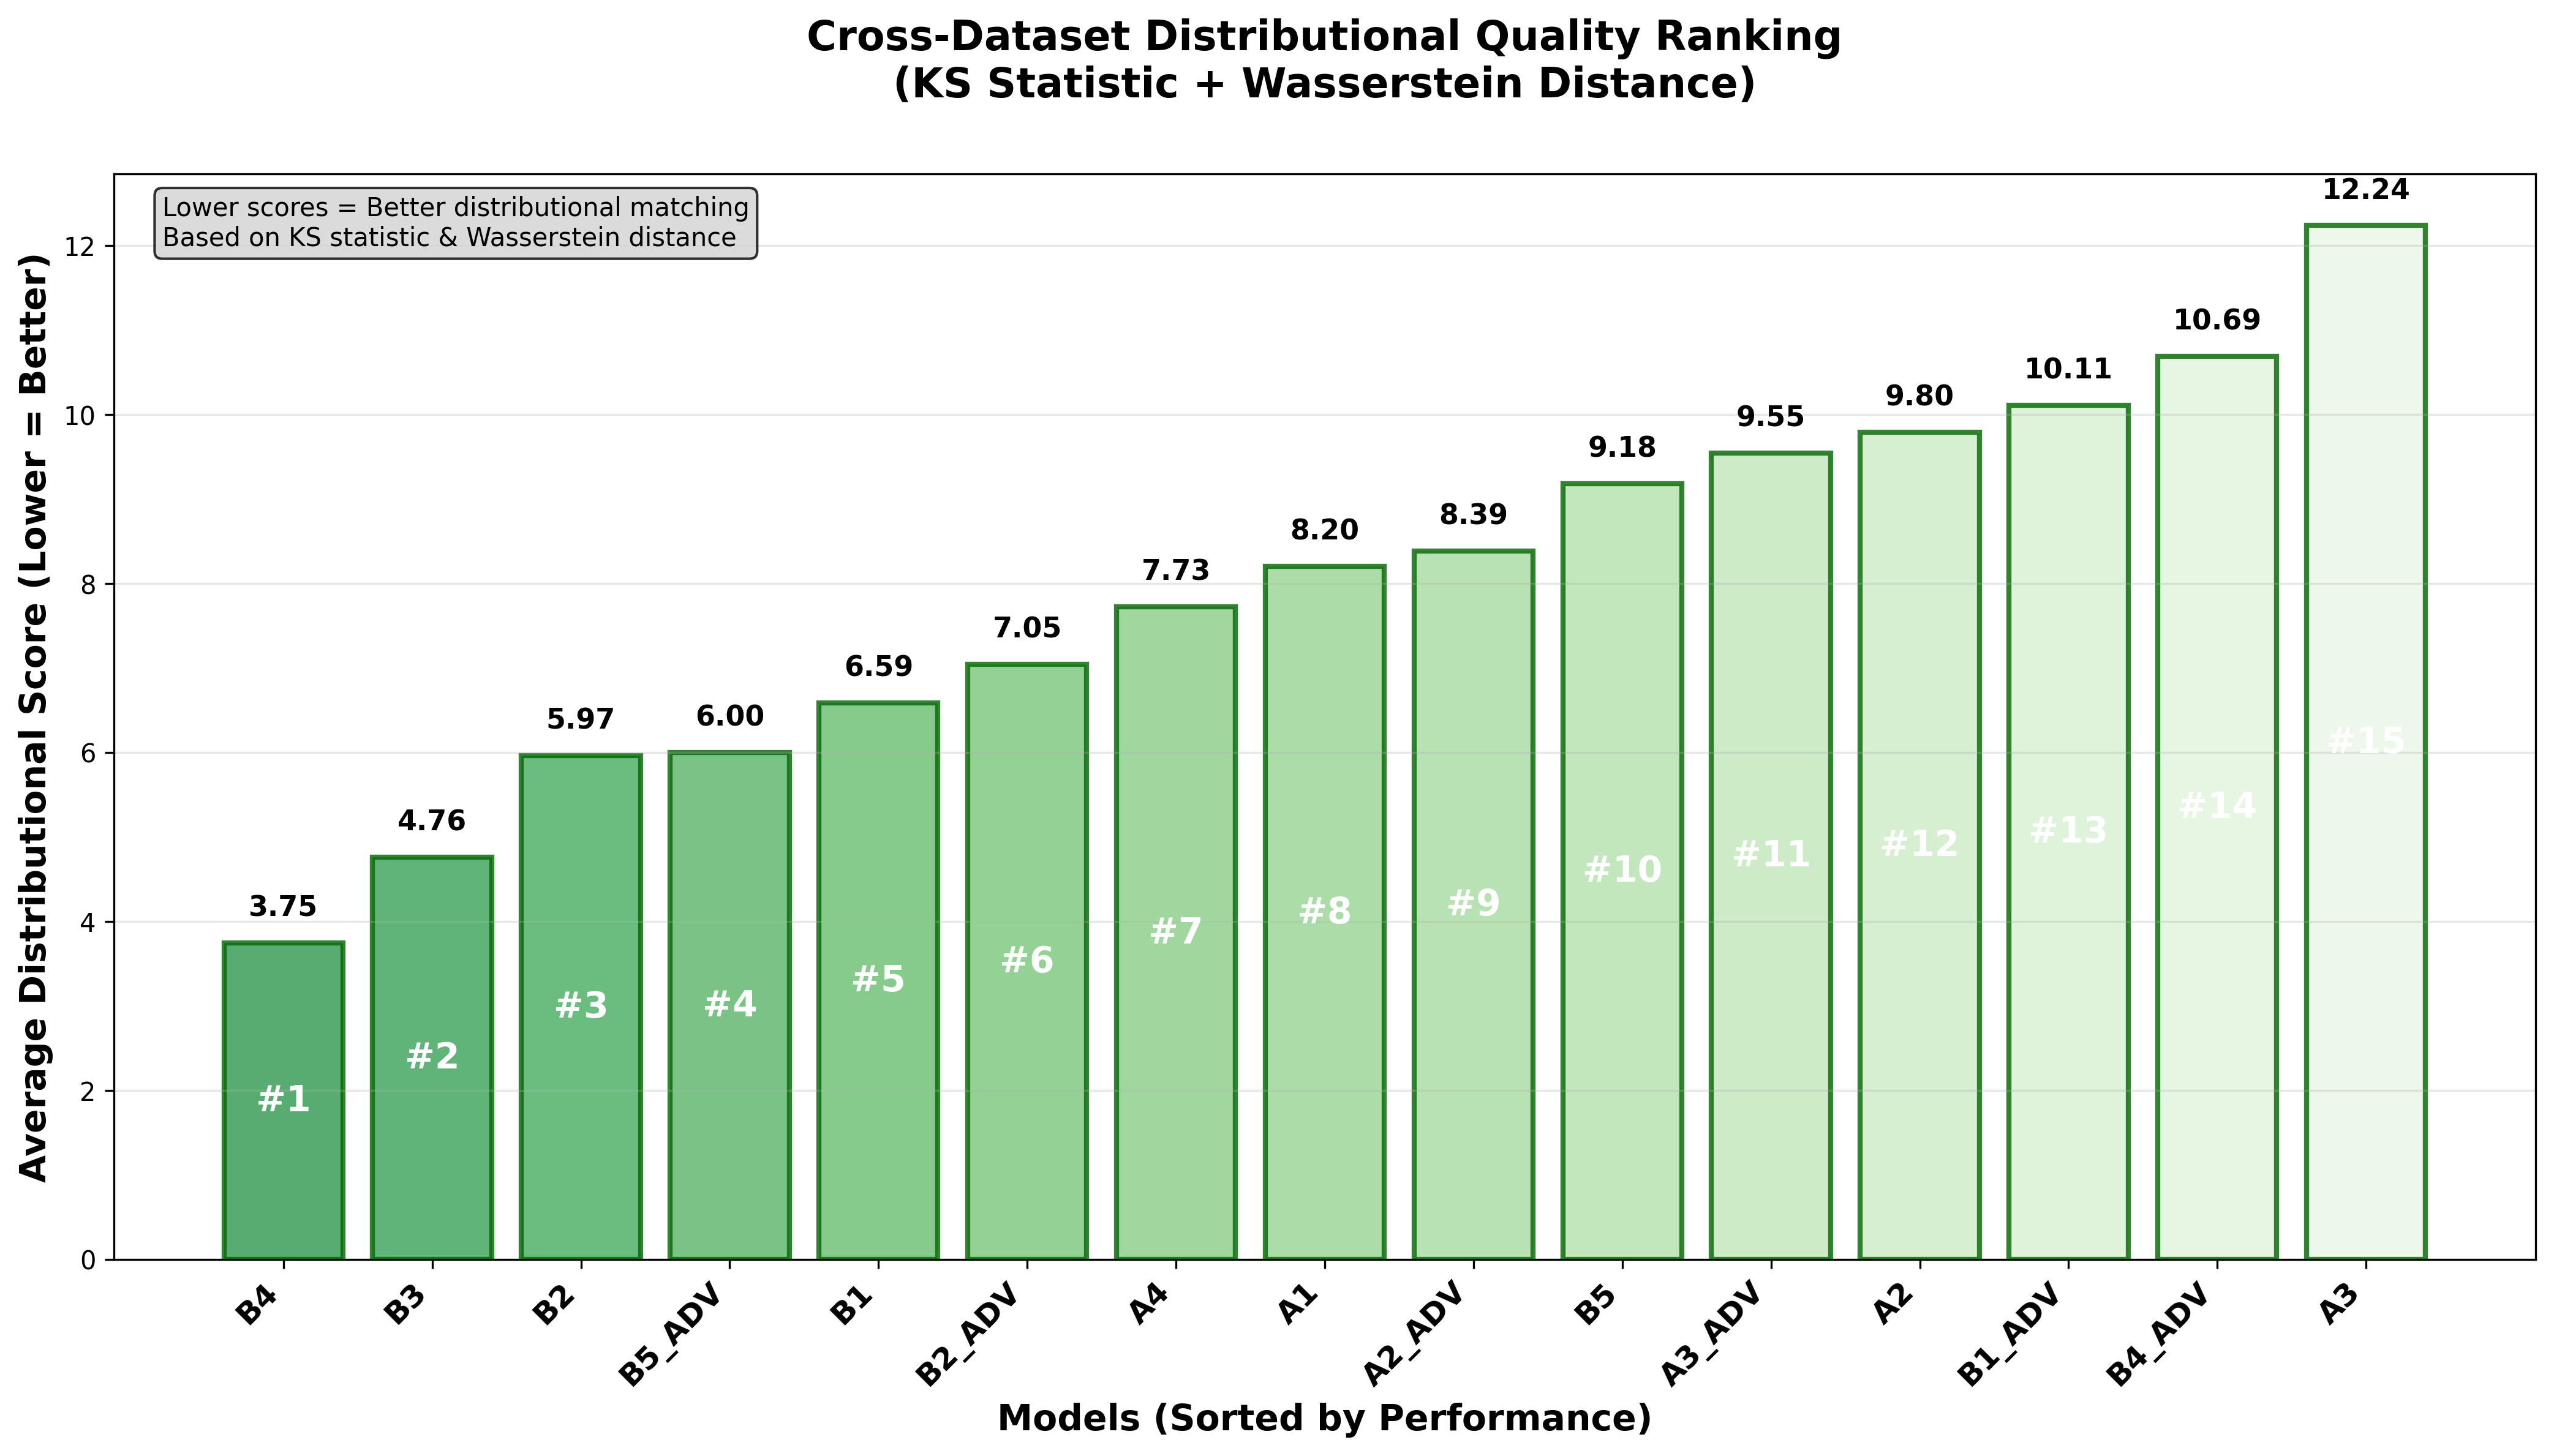 Cross-Dataset Distributional Quality Ranking
(KS Statistic + Wasserstein Distance)
Lower scores = Better distributional matching
Based on KS statistic & Wasserstein distance
Average Distributional Score (Lower = Better)
12
10
8
6
4
2
0
3.75
4.76
5.97
6.00
6.59
7.05
7.73
8.20
8.39
9.18
9.55
9.80
10.11
10.69
12.24
#1
#2
#3
#4
#5
#6
#7
#8
#9
#10
#11
#12
#13
#14
#15
B4
B3
B2
B5_ADV
B1
B2_ADV
A4
A1
A2_ADV
B5
A3_ADV
A2
B1_ADV
B4_ADV
A3
Models (Sorted by Performance)